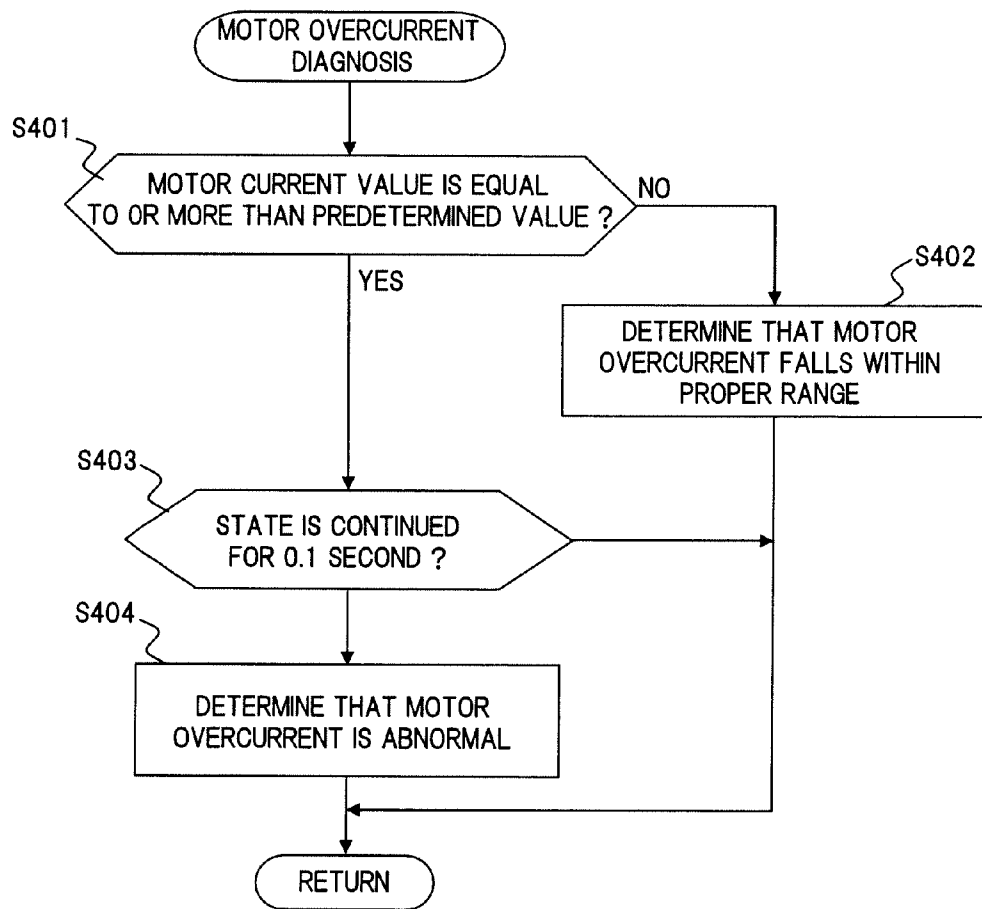 MOTOR OVERCURRENT
DIAGNOSIS
S401
MOTOR CURRENT VALUE IS EQUAL
TO OR MORE THAN PREDETERMINED VALUE ?
NO
YES
S402
DETERMINE THAT MOTOR
OVERCURRENT FALLS WITHIN
PROPER RANGE
S403
STATE IS CONTINUED
FOR 0.1 SECOND ?
S404
DETERMINE THAT MOTOR
OVERCURRENT IS ABNORMAL
RETURN